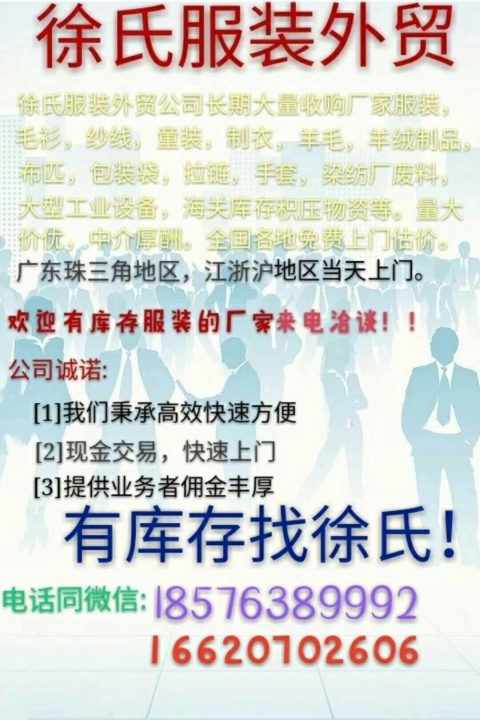 徐氏服装外贸
徐氏服装外贸公司长期大量收购厂家服装，
毛衫，纱线，童装，制衣，羊毛，羊绒制品，
布匹，包装袋，拉链，手套，染纺厂废料，
大型工业设备，海关库存积压物资等。量大
价优，中介厚酬。全国各地免费上门估价。
广东珠三角地区，江浙沪地区当天上门。
欢迎有库存服装的厂家来电洽谈！！
公司诚诺:
[1]我们秉承高效快速方便
[2]现金交易，快速上门
[3]提供业务者佣金丰厚
有库存找徐氏！
电话同微信:18576389992
16620702606